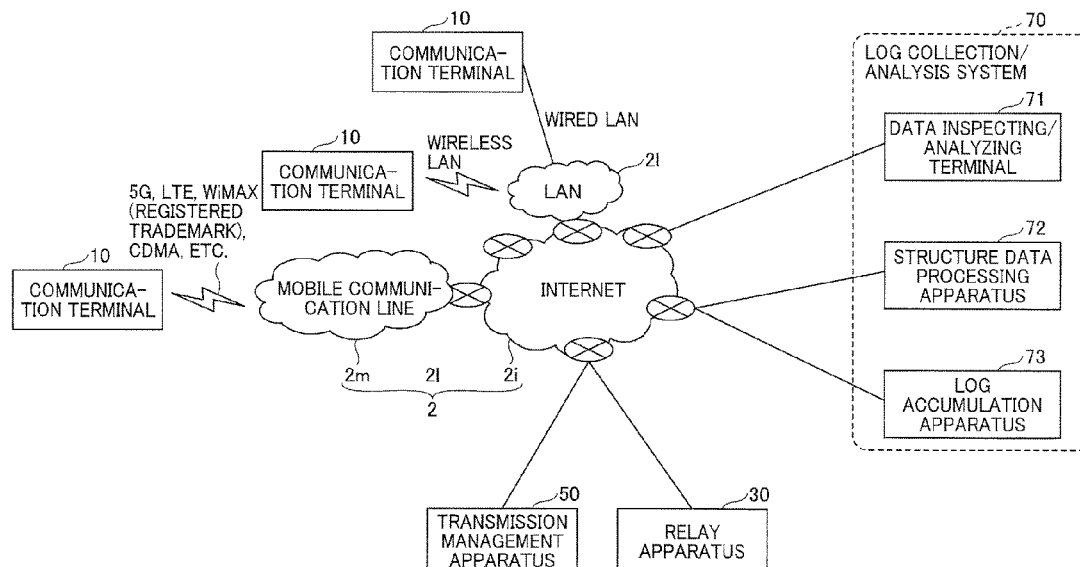 10
COMMUNICA-
TION TERMINAL
WIRED LAN
10
COMMUNICA-
TION TERMINAL
WIRELESS
LAN
2l
LAN
5G, LTE, WiMAX
(REGISTERED
TRADEMARK),
CDMA, ETC.
10
COMMUNICA-
TION TERMINAL
MOBILE COMMUNI-
CATION LINE
INTERNET
2m
2l
2i
2
70
LOG COLLECTION/
ANALYSIS SYSTEM
71
DATA INSPECTING/
ANALYZING
TERMINAL
72
STRUCTURE DATA
PROCESSING
APPARATUS
73
LOG
ACCUMULATION
APPARATUS
50
TRANSMISSION
MANAGEMENT
APPARATUS
30
RELAY
APPARATUS